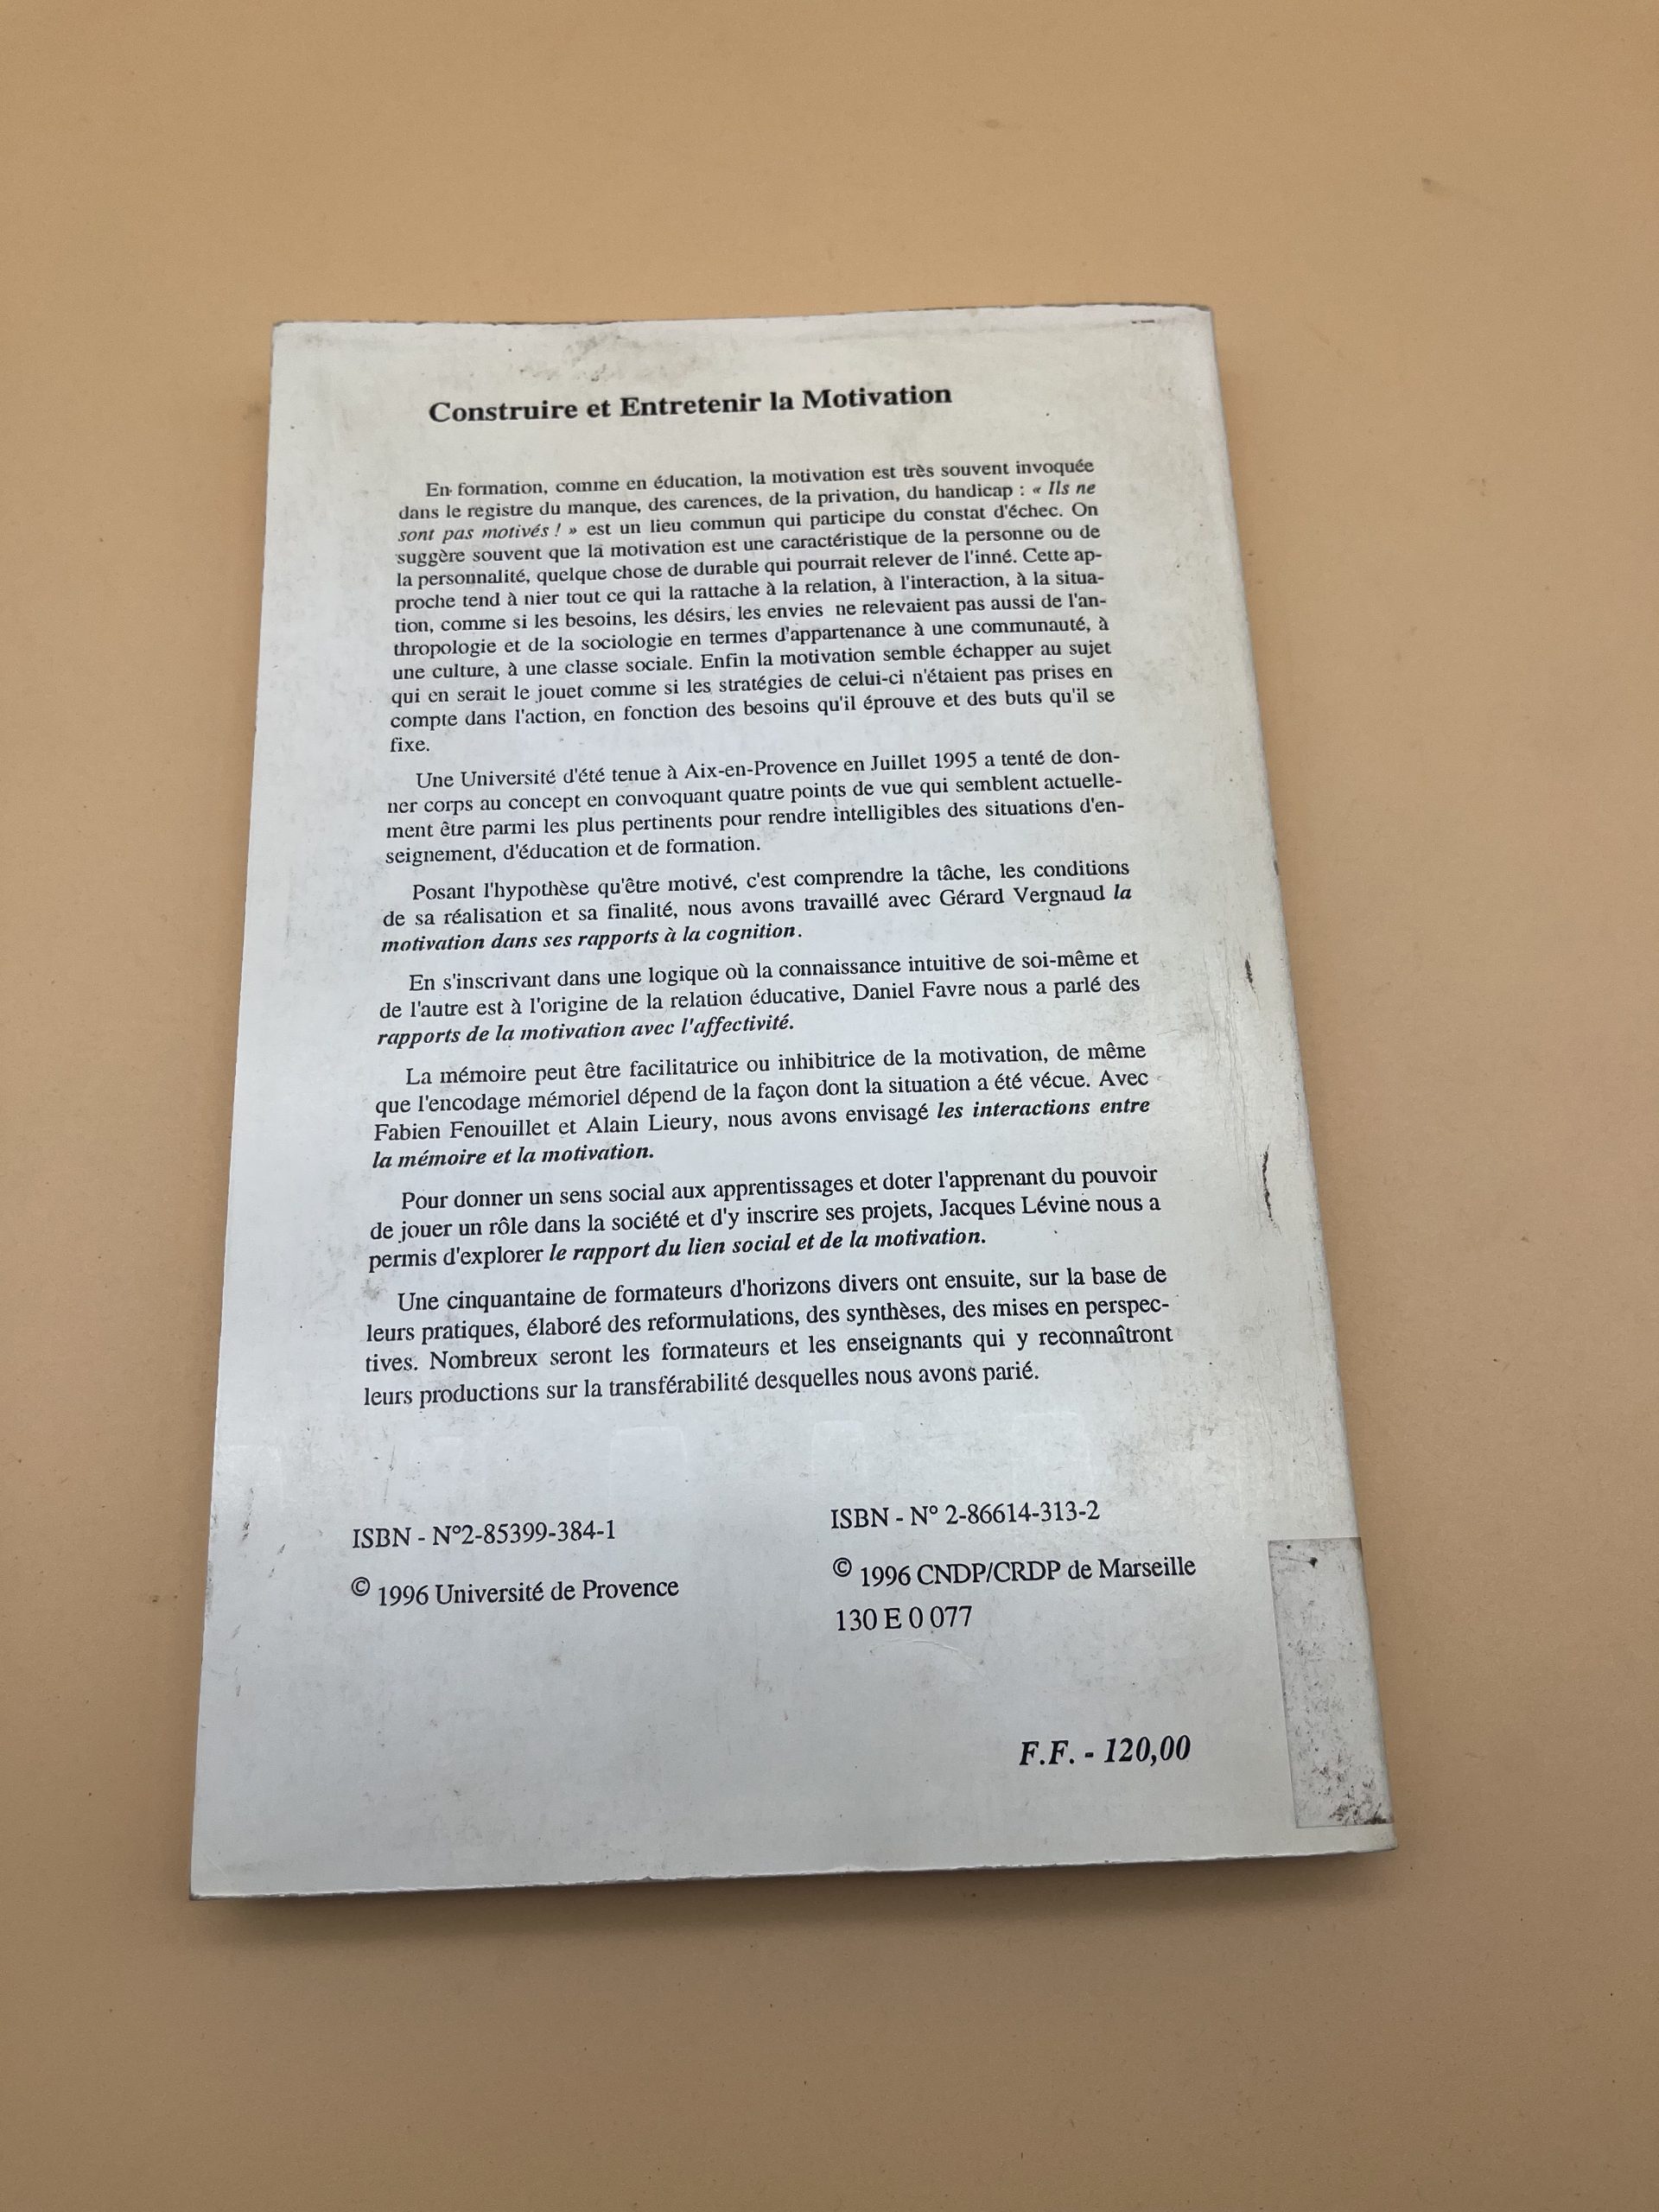 Construire et Entretenir la Motivation
En formation, comme en éducation, la motivation est très souvent invoquée
dans le registre du manque, des carences, de la privation, du handicap : « Ils ne
sont pas motivés ! » est un lieu commun qui participe du constat d'échec. On
suggère souvent que la motivation est une caractéristique de la personne ou de
la personnalité, quelque chose de durable qui pourrait relever de l'inné. Cette ap-
proche tend à nier tout ce qui la rattache à la relation, à l'interaction, à la situa-
tion, comme si les besoins, les désirs, les envies ne relevaient pas aussi de l'an-
thropologie et de la sociologie en termes d'appartenance à une communauté, à
une culture, à une classe sociale. Enfin la motivation semble échapper au sujet
qui en serait le jouet comme si les stratégies de celui-ci n'étaient pas prises en
compte dans l'action, en fonction des besoins qu'il éprouve et des buts qu'il se
fixe.
Une Université d'été tenue à Aix-en-Provence en Juillet 1995 a tenté de don-
ner corps au concept en convoquant quatre points de vue qui semblent actuelle-
ment être parmi les plus pertinents pour rendre intelligibles des situations d'en-
seignement, d'éducation et de formation.
Posant l'hypothèse qu'être motivé, c'est comprendre la tâche, les conditions
de sa réalisation et sa finalité, nous avons travaillé avec Gérard Vergnaud la
motivation dans ses rapports à la cognition.
En s'inscrivant dans une logique où la connaissance intuitive de soi-même et
de l'autre est à l'origine de la relation éducative, Daniel Favre nous a parlé des
rapports de la motivation avec l'affectivité.
La mémoire peut être facilitatrice ou inhibitrice de la motivation, de même
que l'encodage mémoriel dépend de la façon dont la situation a été vécue. Avec
Fabien Fenouillet et Alain Lieury, nous avons envisagé les interactions entre
la mémoire et la motivation.
Pour donner un sens social aux apprentissages et doter l'apprenant du pouvoir
de jouer un rôle dans la société et d'y inscrire ses projets, Jacques Lévine nous a
permis d'explorer le rapport du lien social et de la motivation.
Une cinquantaine de formateurs d'horizons divers ont ensuite, sur la base de
leurs pratiques, élaboré des reformulations, des synthèses, des mises en perspec-
tives. Nombreux seront les formateurs et les enseignants qui y reconnaîtront
leurs productions sur la transférabilité desquelles nous avons parié.
ISBN - N°2-85399-384-1
© 1996 Université de Provence
ISBN - N° 2-86614-313-2
© 1996 CNDP/CRDP de Marseille
130 E 0 077
F.F. - 120,00